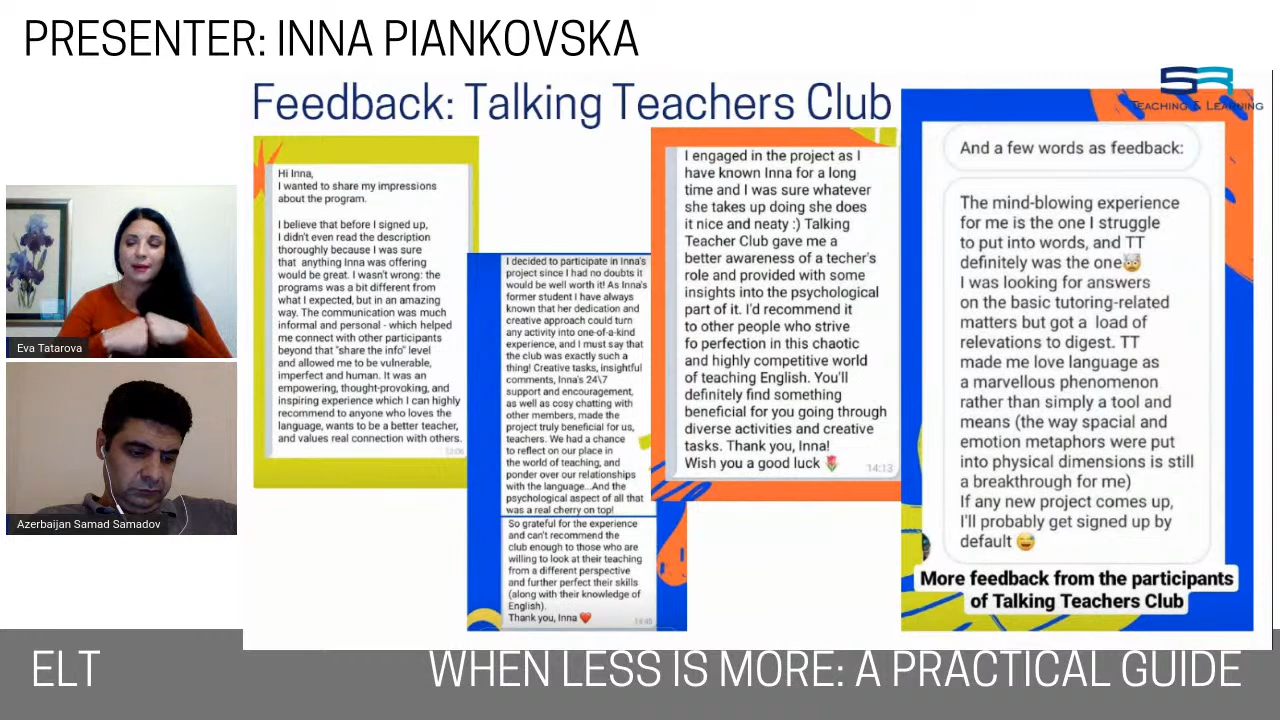 PRESENTER: INNA PIANKOVSKA
Feedback: Talking Teachers Club
SR
TEACHING & LEARNING
Hi Inna,
I wanted to share my impressions
about the program.
I believe that before I signed up,
I didn't even read the description
thoroughly because I was sure
that anything Inna was offering
would be great. I wasn't wrong: the
programs was a bit different from
what I expected, but in an amazing
way. The communication was much
informal and personal - which helped
me connect with other participants
beyond that "share the info" level
and allowed me to be vulnerable,
imperfect and human. It was an
empowering, thought-provoking, and
inspiring experience which I can highly
recommend to anyone who loves the
language, wants to be a better teacher,
and values real connection with others.
I decided to participate in Inna's
project since I had no doubts it
would be well worth it! As Inna's
former student I have always
known that her dedication and
creative approach could turn
any activity into one-of-a-kind
experience, and I must say that
the club was exactly such a
thing! Creative tasks, insightful
comments, Inna's 24\7
support and encouragement,
as well as cosy chatting with
other members, made the
project truly beneficial for us,
teachers. We had a chance
to reflect on our place in
the world of teaching, and
ponder over our relationships
with the language...And the
psychological aspect of all that
was a real cherry on top!
So grateful for the experience
and can't recommend the
club enough to those who are
willing to look at their teaching
from a different perspective
and further perfect their skills
(along with their knowledge of
English).
Thank you, Inna ❤️
I engaged in the project as I
have known Inna for a long
time and I was sure whatever
she takes up doing she does
it nice and neaty :) Talking
Teacher Club gave me a
better awareness of a techer's
role and provided with some
insights into the psychological
part of it. I'd recommend it
to other people who strive
fo perfection in this chaotic
and highly competitive world
of teaching English. You'll
definitely find something
beneficial for you going through
diverse activities and creative
tasks. Thank you, Inna!
Wish you a good luck 🌷
14:13
And a few words as feedback:
The mind-blowing experience
for me is the one I struggle
to put into words, and TT
definitely was the one🤯
I was looking for answers
on the basic tutoring-related
matters but got a load of
relevations to digest. TT
made me love language as
a marvellous phenomenon
rather than simply a tool and
means (the way spacial and
emotion metaphors were put
into physical dimensions is still
a breakthrough for me)
If any new project comes up,
I'll probably get signed up by
default 😅
More feedback from the participants
of Talking Teachers Club
Eva Tatarova
Azerbaijan Samad Samadov
ELT
WHEN LESS IS MORE: A PRACTICAL GUIDE